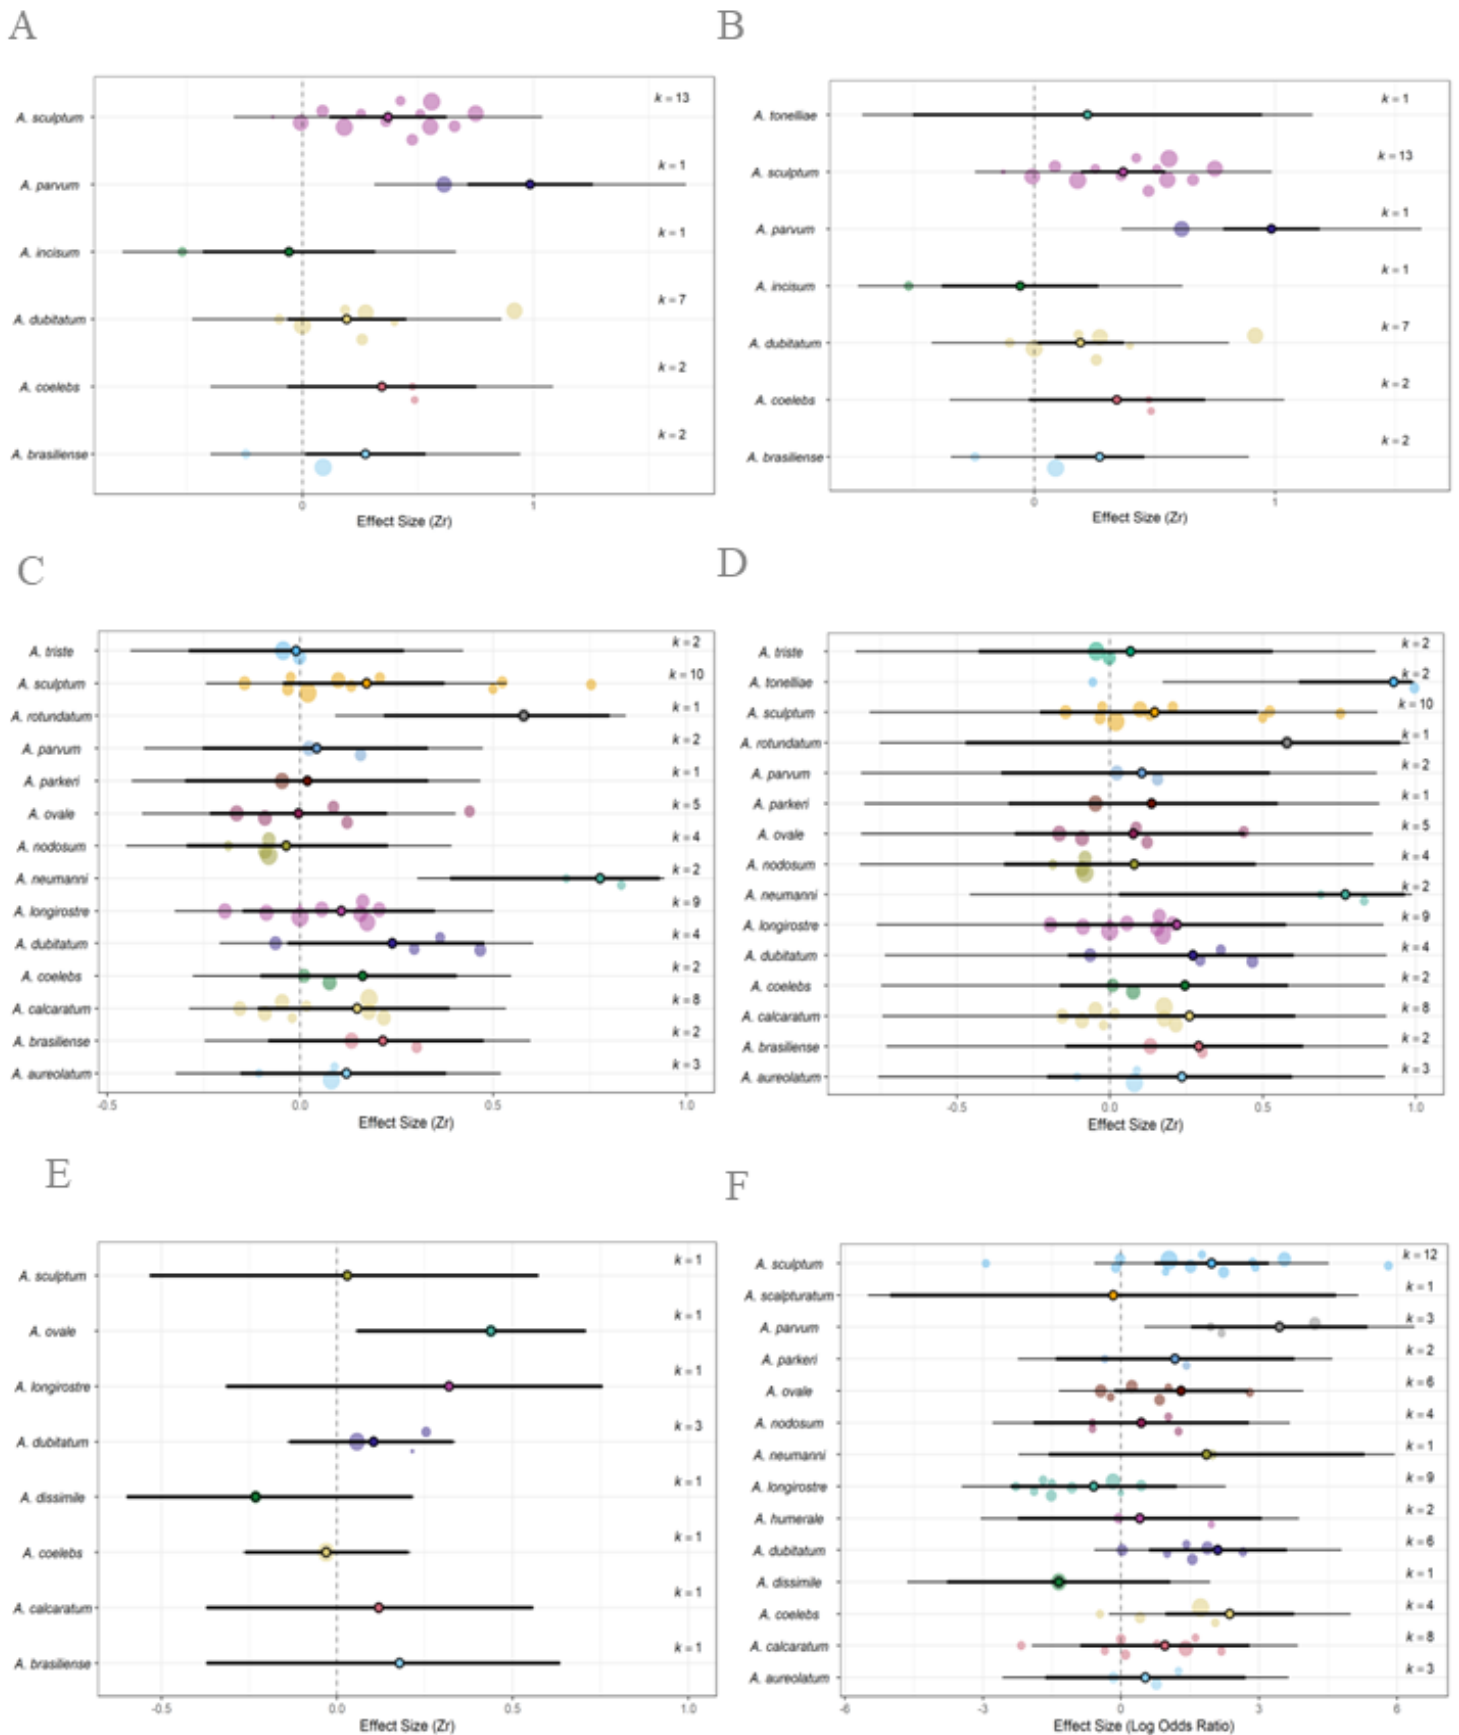 A
A. sculptum
k = 13
A. parvum
k = 1
A. incisum
k = 1
A. dubitatum
k = 7
A. coelebs
k = 2
A. brasiliense
k = 2
0
1
Effect Size (Zr)
B
A. tonelliae
k = 1
A. sculptum
k = 13
A. parvum
k = 1
A. incisum
k = 1
A. dubitatum
k = 7
A. coelebs
k = 2
A. brasiliense
k = 2
0
1
Effect Size (Zr)
C
A. triste
k = 2
A. sculptum
k = 10
A. rotundatum
k = 1
A. parvum
k = 2
A. parkeri
k = 1
A. ovale
k = 5
A. nodosum
k = 4
A. neumanni
k = 2
A. longirostre
k = 9
A. dubitatum
k = 4
A. coelebs
k = 2
A. calcaratum
k = 8
A. brasiliense
k = 2
A. aureolatum
k = 3
-0.5
0.0
0.5
1.0
Effect Size (Zr)
D
A. triste
k = 2
A. tonelliae
k = 2
A. sculptum
k = 10
A. rotundatum
k = 1
A. parvum
k = 2
A. parkeri
k = 1
A. ovale
k = 5
A. nodosum
k = 4
A. neumanni
k = 2
A. longirostre
k = 9
A. dubitatum
k = 4
A. coelebs
k = 2
A. calcaratum
k = 8
A. brasiliense
k = 2
A. aureolatum
k = 3
-0.5
0.0
0.5
1.0
Effect Size (Zr)
E
A. sculptum
k = 1
A. ovale
k = 1
A. longirostre
k = 1
A. dubitatum
k = 3
A. dissimile
k = 1
A. coelebs
k = 1
A. calcaratum
k = 1
A. brasiliense
k = 1
-0.5
0.0
0.5
1.0
Effect Size (Zr)
F
A. sculptum
k = 12
A. scalpturatum
k = 1
A. parvum
k = 3
A. parkeri
k = 2
A. ovale
k = 6
A. nodosum
k = 4
A. neumanni
k = 1
A. longirostre
k = 9
A. humerale
k = 2
A. dubitatum
k = 6
A. dissimile
k = 1
A. coelebs
k = 4
A. calcaratum
k = 8
A. aureolatum
k = 3
-6
-3
0
3
6
Effect Size (Log Odds Ratio)